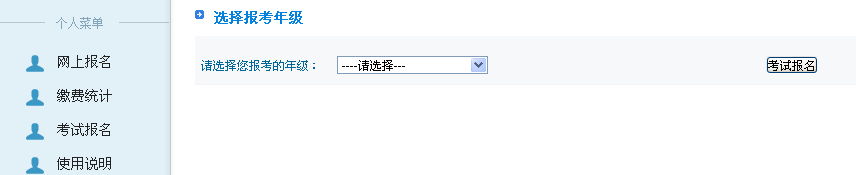 个人菜单
网上报名
缴费统计
考试报名
使用说明
选择报考年级
请选择您报考的年级： ----请选择--- 考试报名